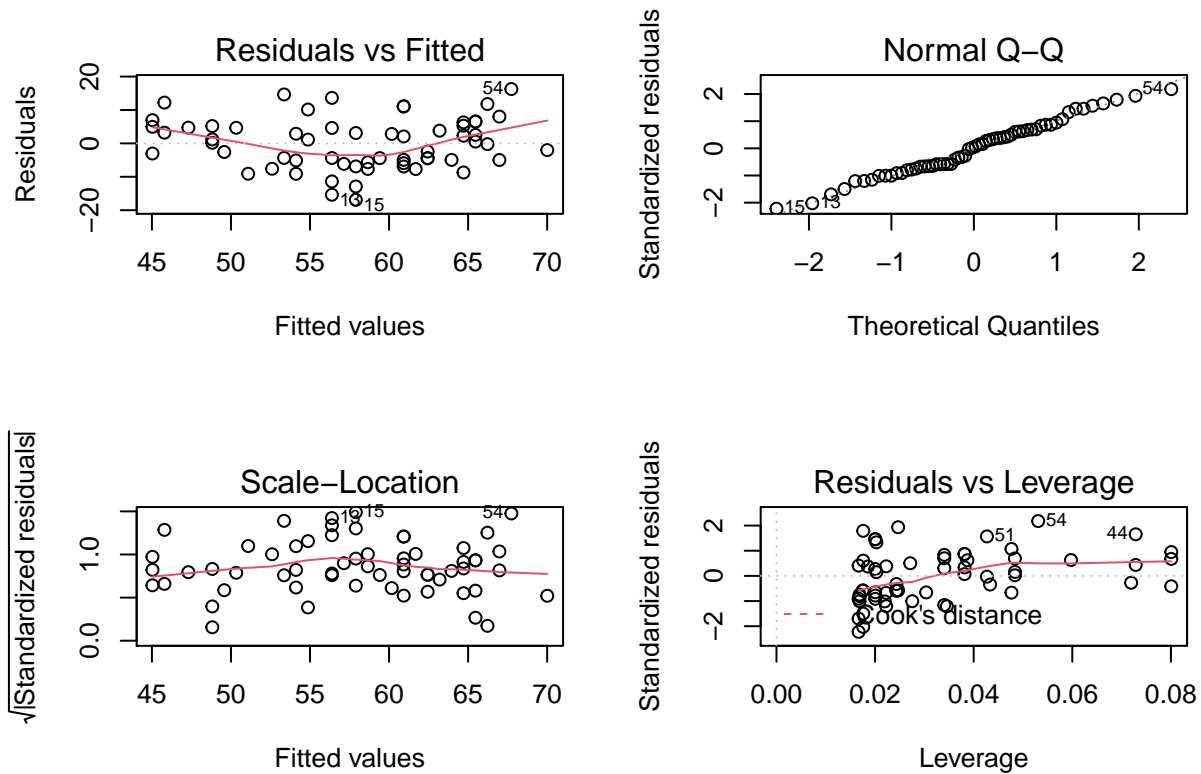 Residuals vs Fitted
Residuals
20
0
−20
54
13
15
45 50 55 60 65 70
Fitted values
Normal Q−Q
Standardized residuals
2
0
−2
54
15
13
−2 −1 0 1 2
Theoretical Quantiles
Scale−Location
√|Standardized residuals|
1.0
0.0
13
15
54
45 50 55 60 65 70
Fitted values
Residuals vs Leverage
Standardized residuals
2
0
−2
51
54
44
Cook's distance
0.00 0.02 0.04 0.06 0.08
Leverage